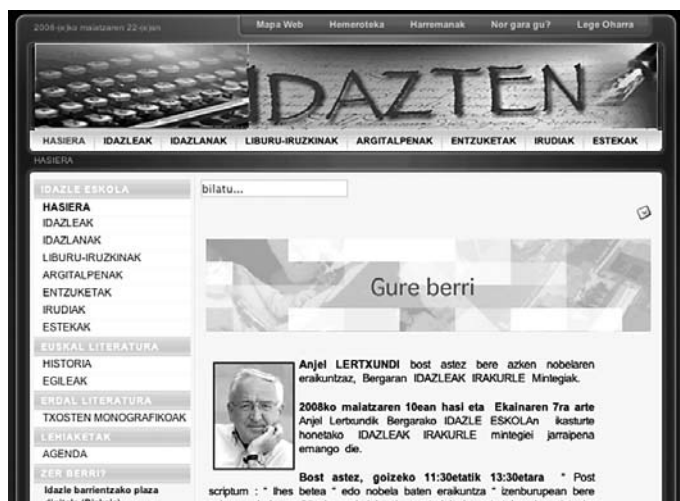 2008-(e)ko maiatzaren 22-(e)an
Mapa Web Hemeroteka Harremanak Nor gara gu? Lege Oharra
IDAZTEN
HASIERA IDAZLEAK IDAZLANAK LIBURU-IRUZKINAK ARGITALPENAK ENTZUKETAK IRUDIAK ESTEKAK
HASIERA
IDAZLE ESKOLA
HASIERA
IDAZLEAK
IDAZLANAK
LIBURU-IRUZKINAK
ARGITALPENAK
ENTZUKETAK
IRUDIAK
ESTEKAK
EUSKAL LITERATURA
HISTORIA
EGILEAK
ERDAL LITERATURA
TXOSTEN MONOGRAFIKOAK
LEHIAKETAK
AGENDA
ZER BERRI?
Idazle barrientzako plaza
bilatu...
Gure berri
Anjel LERTXUNDI bost astez bere azken nobelaren
eraikuntzaz, Bergaran IDAZLEAK IRAKURLE Mintegiak.
2008ko maiatzaren 10ean hasi eta Ekainaren 7ra arte
Anjel Lertxundik Bergarako IDAZLE ESKOLAn ikasturte
honetako IDAZLEAK IRAKURLE mintegiei jarraipena
emango die.
Bost astez, goizeko 11:30etatik 13:30etara " Post
scriptum : " Ihes betea " edo nobela baten eraikuntza " izenburupean bere